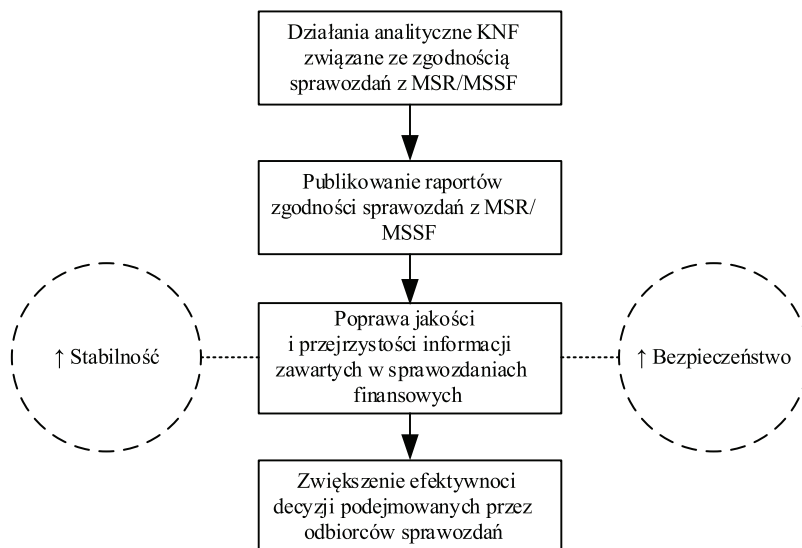 Działania analityczne KNF
związane ze zgodnością
sprawozdań z MSR/MSSF
Publikowanie raportów
zgodności sprawozdań z MSR/
MSSF
↑ Stabilność
Poprawa jakości
i przejrzystości informacji
zawartych w sprawozdaniach
finansowych
↑ Bezpieczeństwo
Zwiększenie efektywnoci
decyzji podejmowanych przez
odbiorców sprawozdań